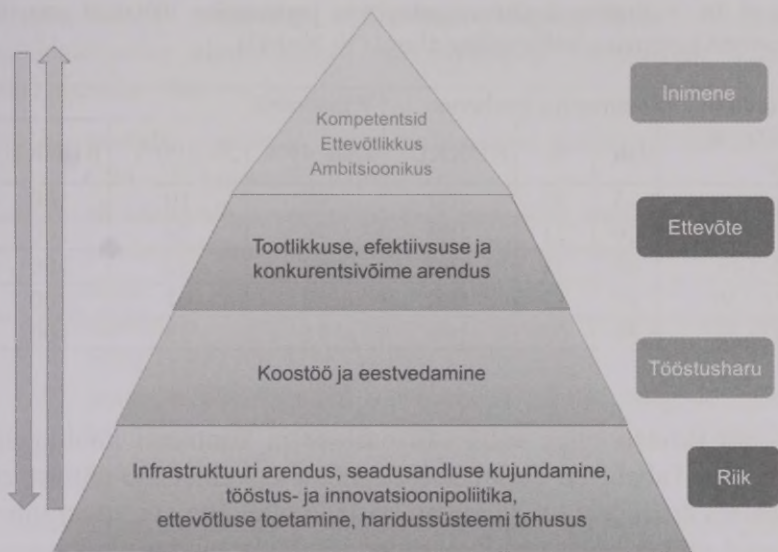 Kompetentsid
Ettevõtlikkus
Ambitsioonikus
Inimene
Tootlikkuse, efektiivsuse ja
konkurentsivõime arendus
Ettevõte
Koostöö ja eestvedamine
Tööstusharu
Infrastruktuuri arendus, seadusandluse kujundamine,
tööstus- ja innovatsioonipoliitika,
ettevõtluse toetamine, haridussüsteemi tõhusus
Riik